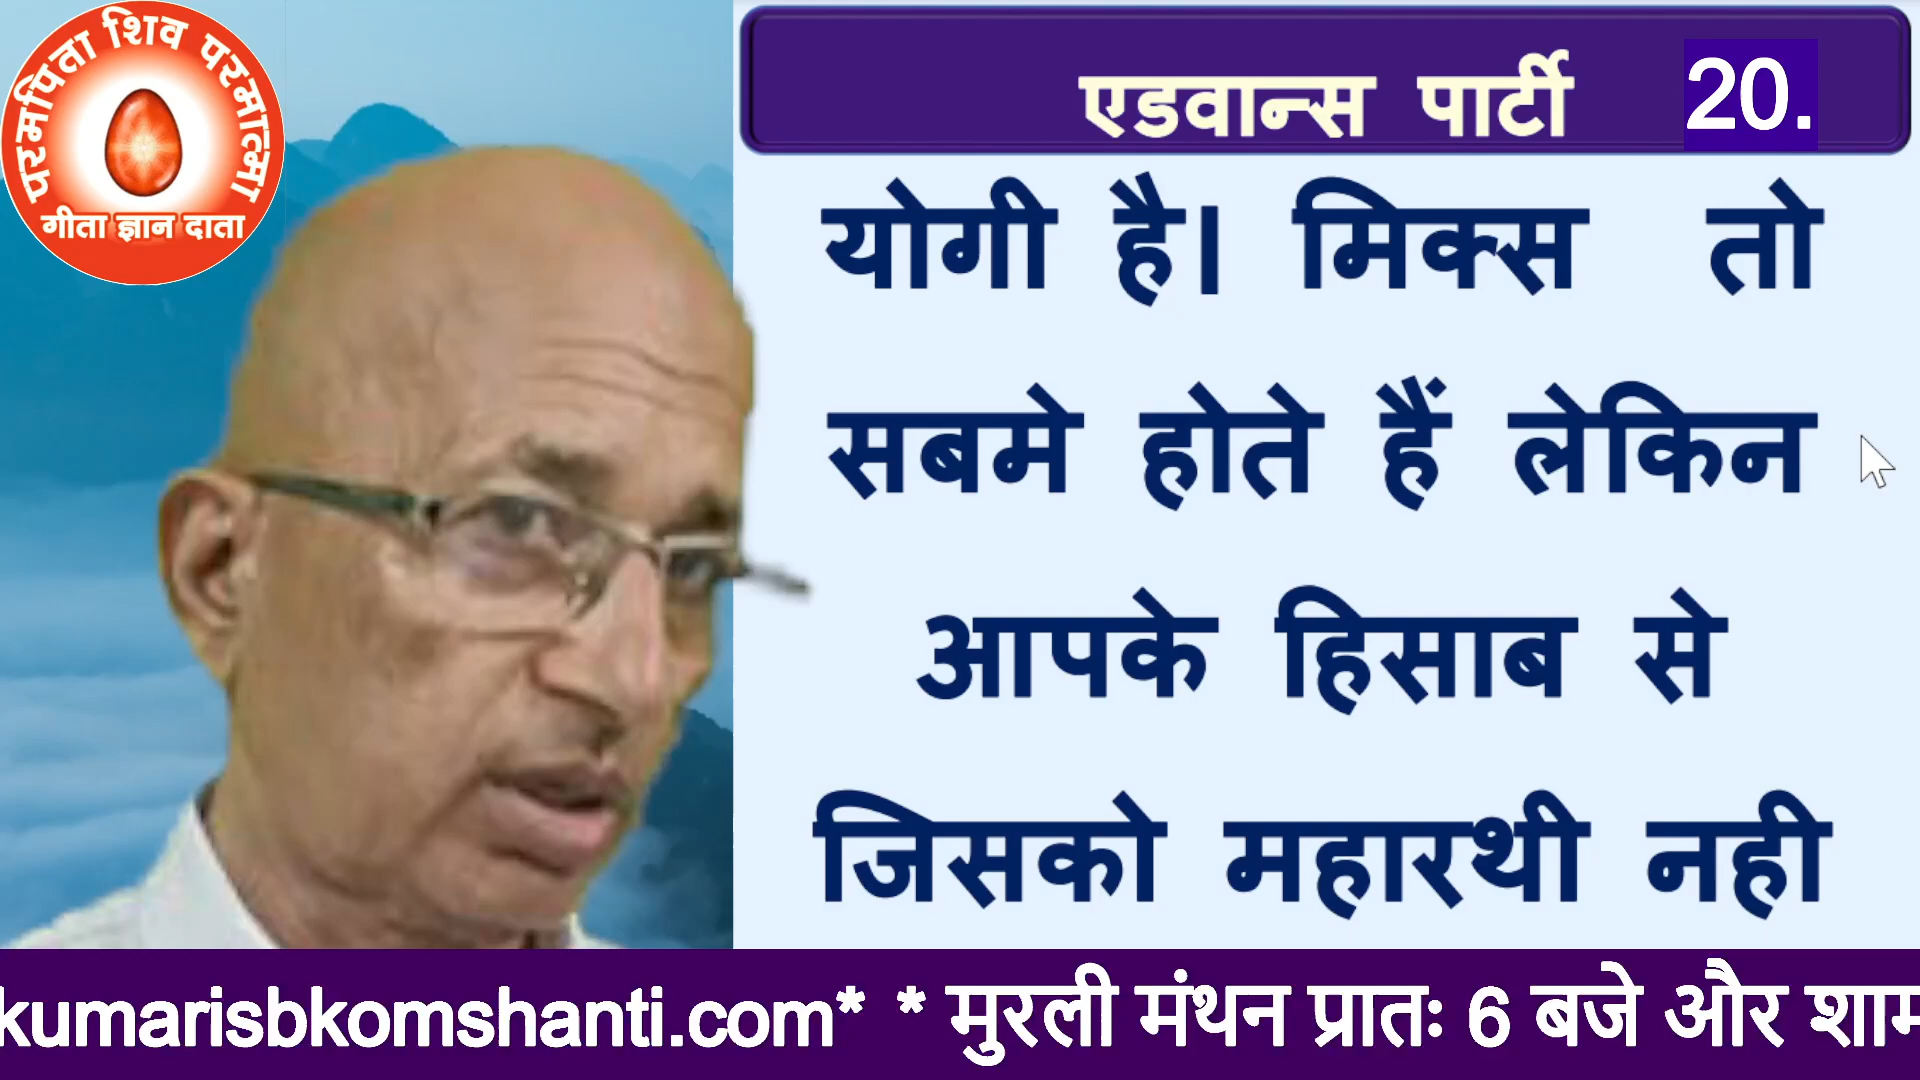 परमपिता शिव परमात्मा
गीता ज्ञान दाता
एडवान्स पार्टी 20.
योगी है। मिक्स तो
सबमे होते हैं लेकिन
आपके हिसाब से
जिसको महारथी नही
kumarisbkomshanti.com* * मुरली मंथन प्रातः 6 बजे और शाम